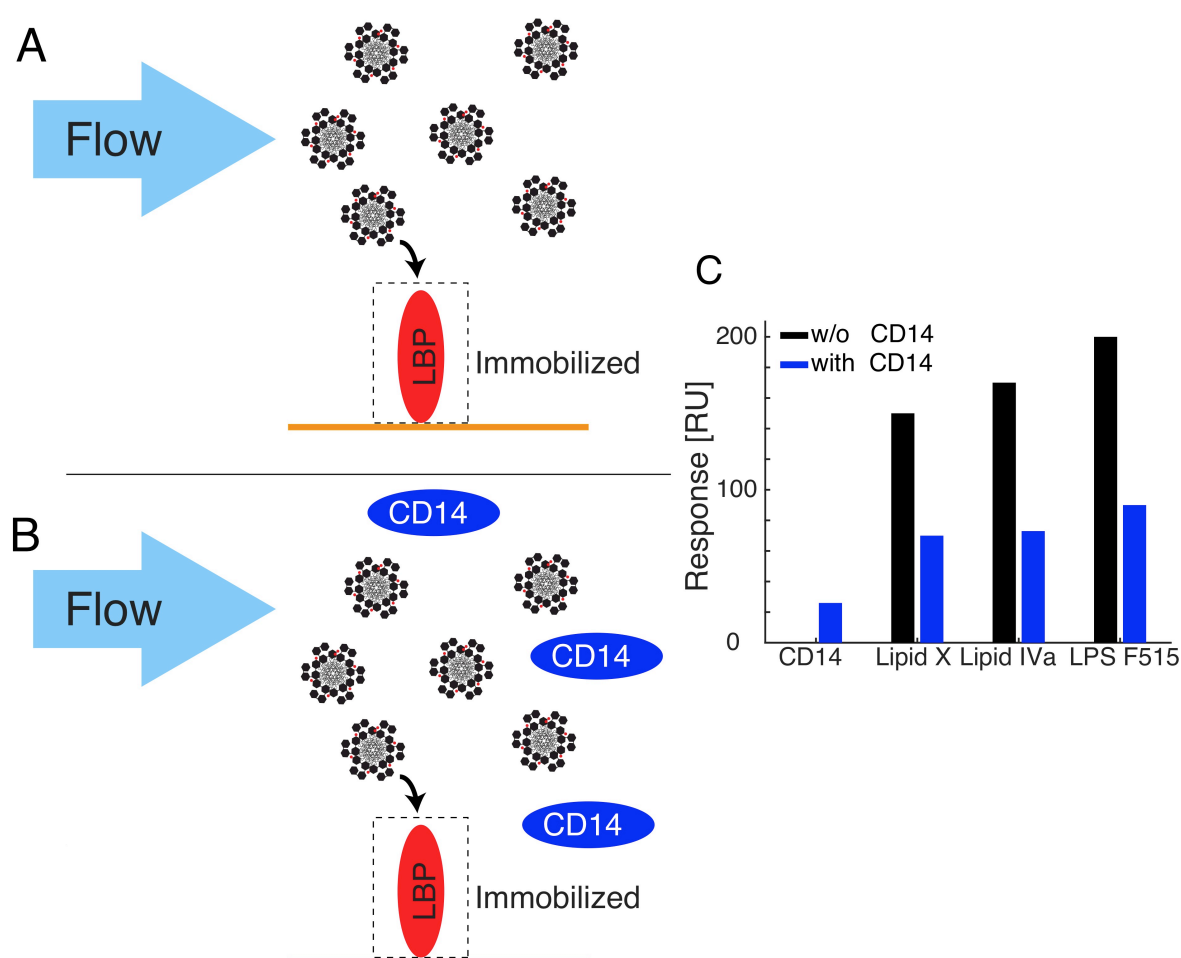 A
Flow
LBP
Immobilized
B
CD14
Flow
CD14
CD14
LBP
Immobilized
C
w/o CD14
with CD14
Response [RU]
200
100
0
CD14 Lipid X Lipid IVa LPS F515